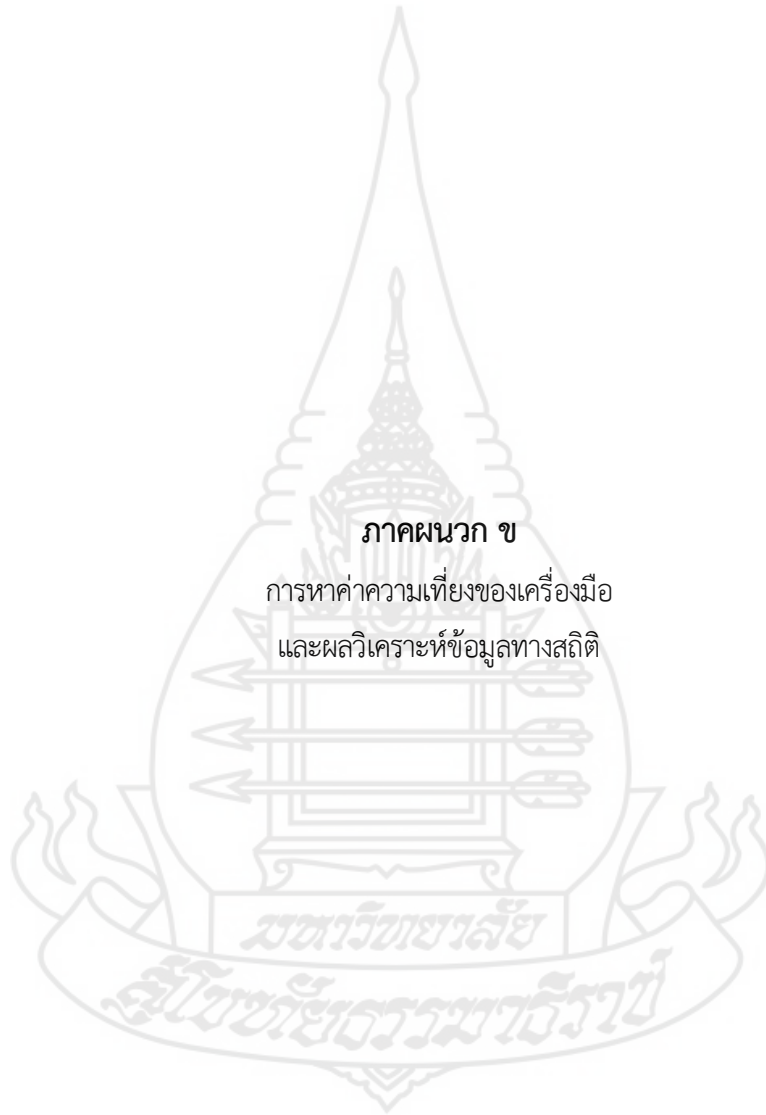 ภาคผนวก ข
การหาค่าความเที่ยงของเครื่องมือ
และผลวิเคราะห์ข้อมูลทางสถิติ
มหาวิทยาลัย
สุโขทัยธรรมาธิราช